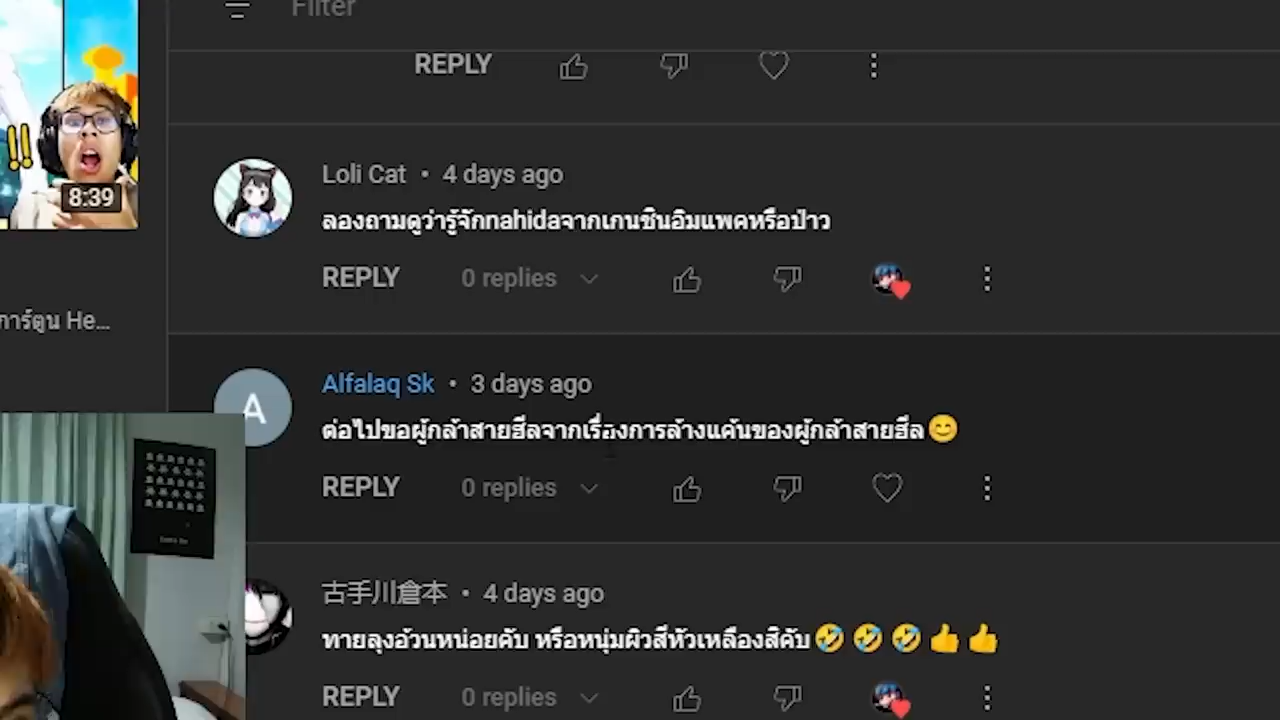 Filter
REPLY
!!
8:39
Loli Cat • 4 days ago
ลองถามดูว่ารู้จักnahidaจากเกนชินอิมแพคหรือป่าว
REPLY 0 replies
การ์ตูน He...
A
Alfalaq Sk • 3 days ago
ต่อไปขอผู้กล้าสายฮีลจากเรื่องการล้างแค้นของผู้กล้าสายฮีล😊
REPLY 0 replies
古手川倉本 • 4 days ago
ทายลุงอ้วนหน่อยคับ หรือหนุ่มผิวสีหัวเหลืองสิคับ🤣🤣🤣👍👍
REPLY 0 replies